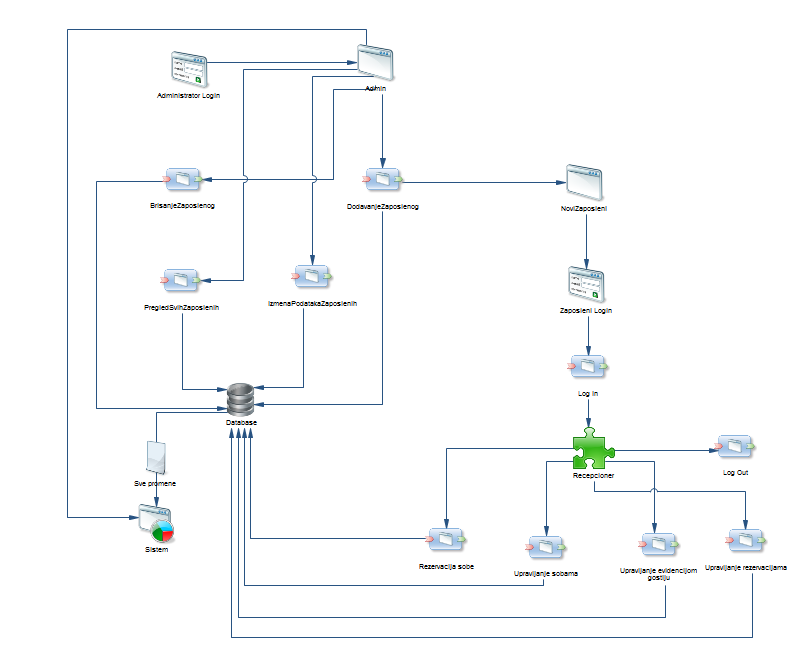 Administrator Login
Admin
BrisanjeZaposlenog
DodavanjeZaposlenog
NoviZaposleni
PregledSvihZaposlenih
IzmenaPodatakaZaposlenih
Zaposleni Login
Log In
Database
Sve promene
Recepcioner
Log Out
Sistem
Rezervacija sobe
Upravljanje sobama
Upravljanje evidencijom
gostiju
Upravljanje rezervacijama